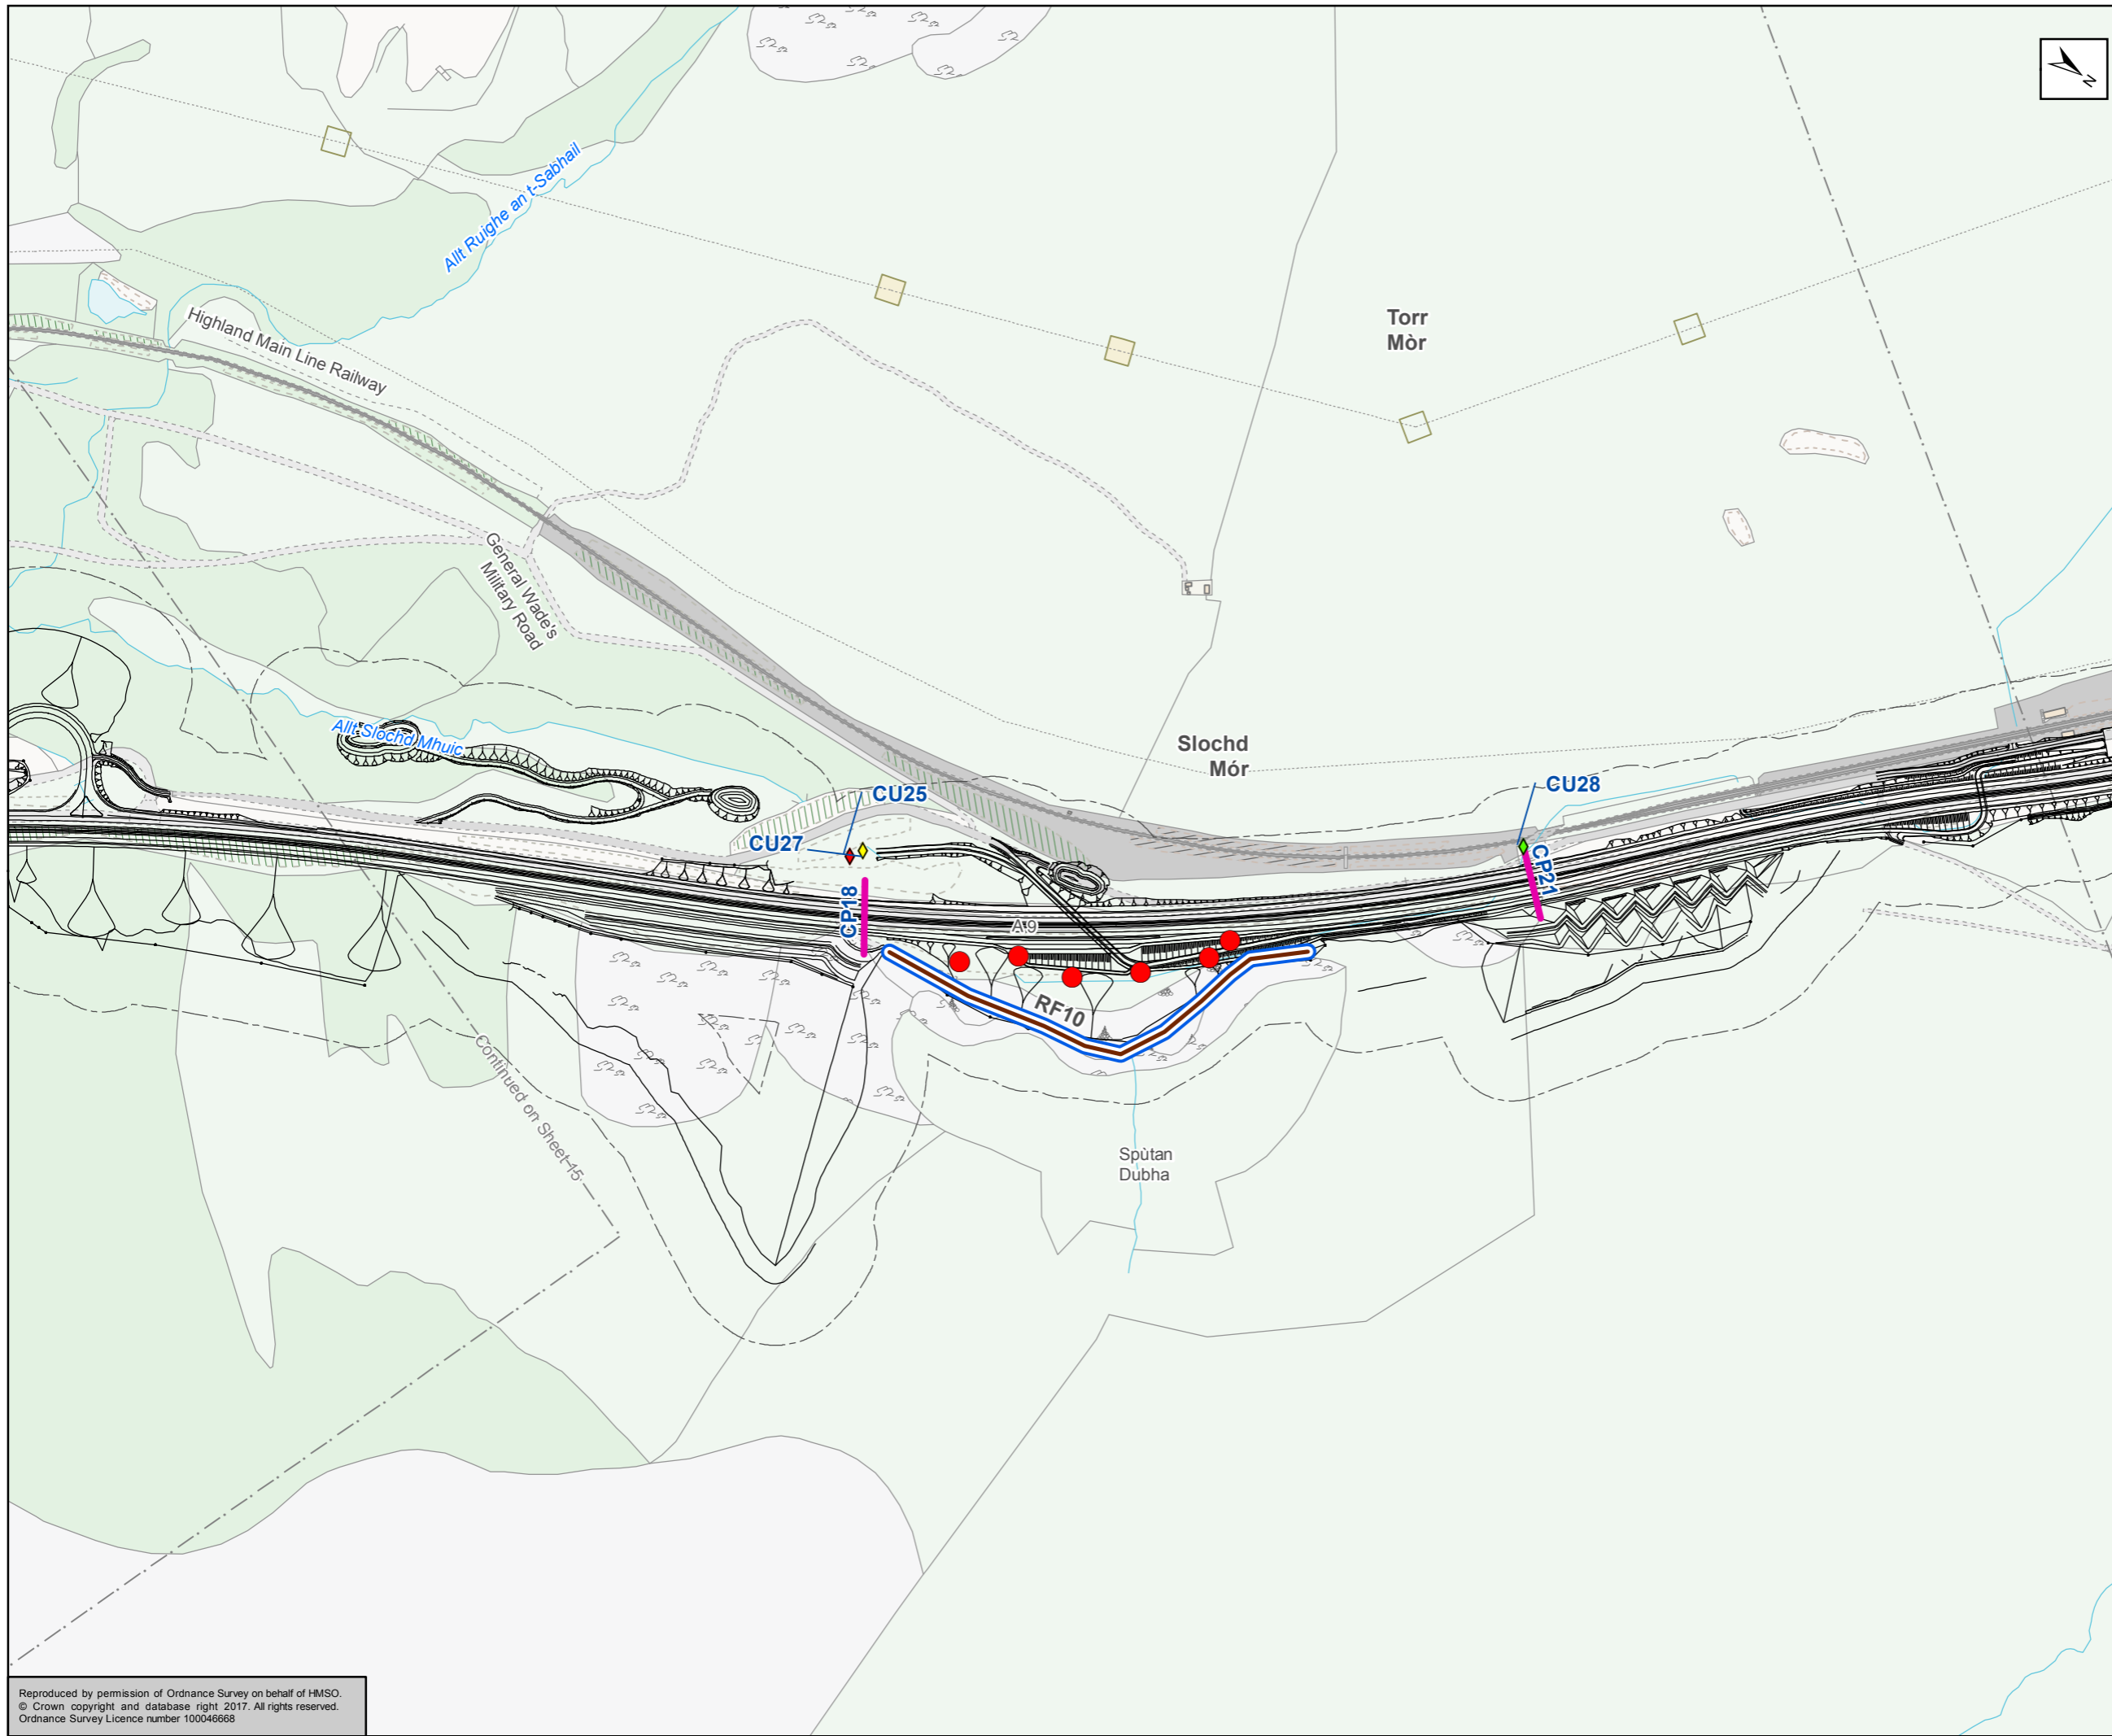 N
Allt Ruighe an t-Sabhail
Highland Main Line Railway
Torr
Mòr
General Wade's
Military Road
Allt Slochd Mhuic
Slochd
Mór
CU25
CU28
CU27
CP21
CP18
A 9
RF10
Continued on Sheet 15
Spùtan
Dubha
Reproduced by permission of Ordnance Survey on behalf of HMSO.
© Crown copyright and database right 2017. All rights reserved.
Ordnance Survey Licence number 100046668